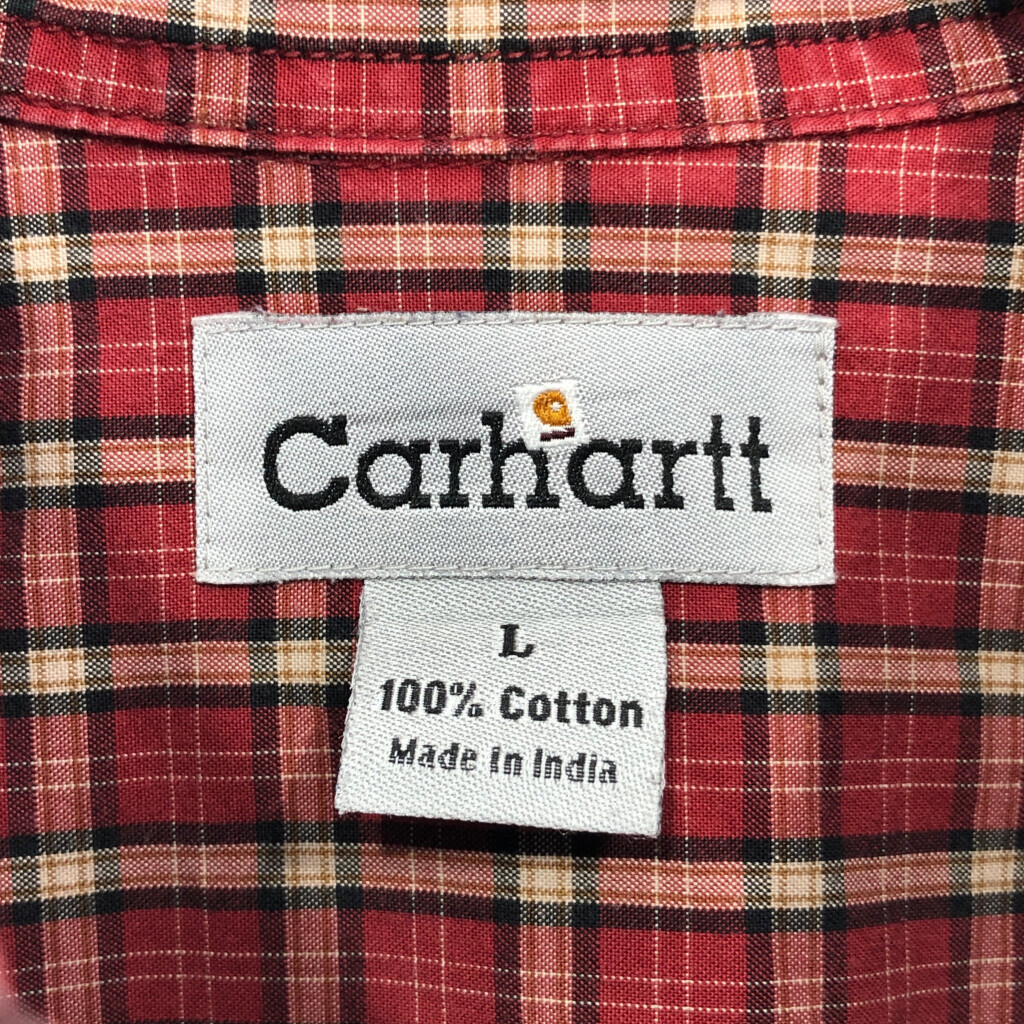 Carhartt
L
100% Cotton
Made in India